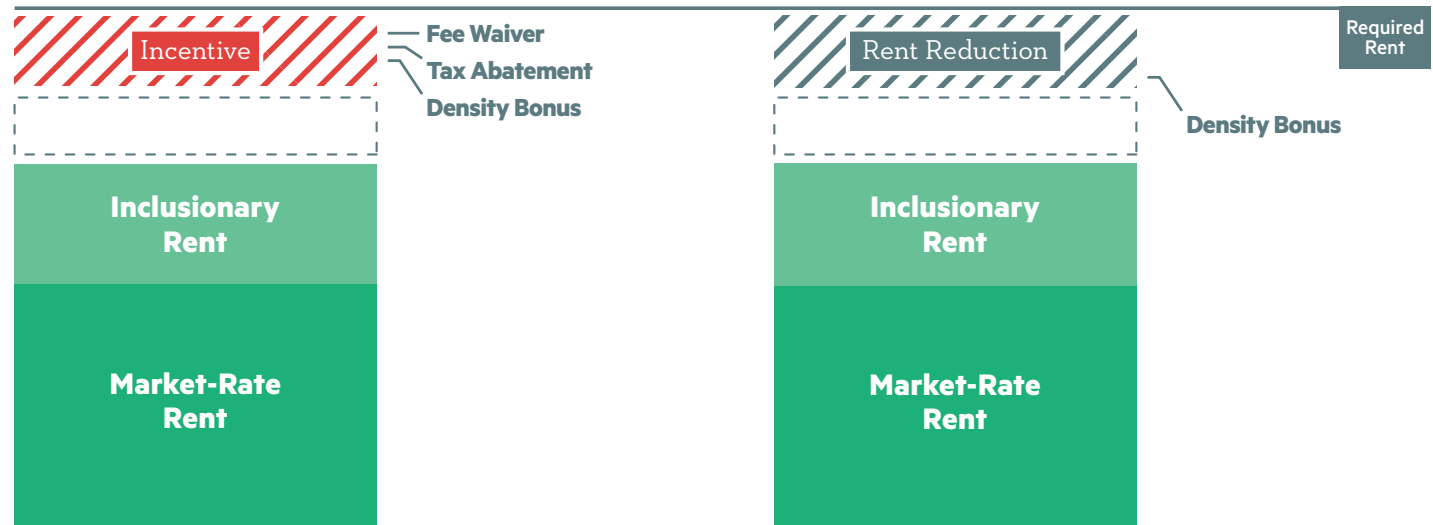 Incentive
Fee Waiver
Tax Abatement
Density Bonus
Inclusionary
Rent
Market-Rate
Rent
Rent Reduction
Required
Rent
Density Bonus
Inclusionary
Rent
Market-Rate
Rent